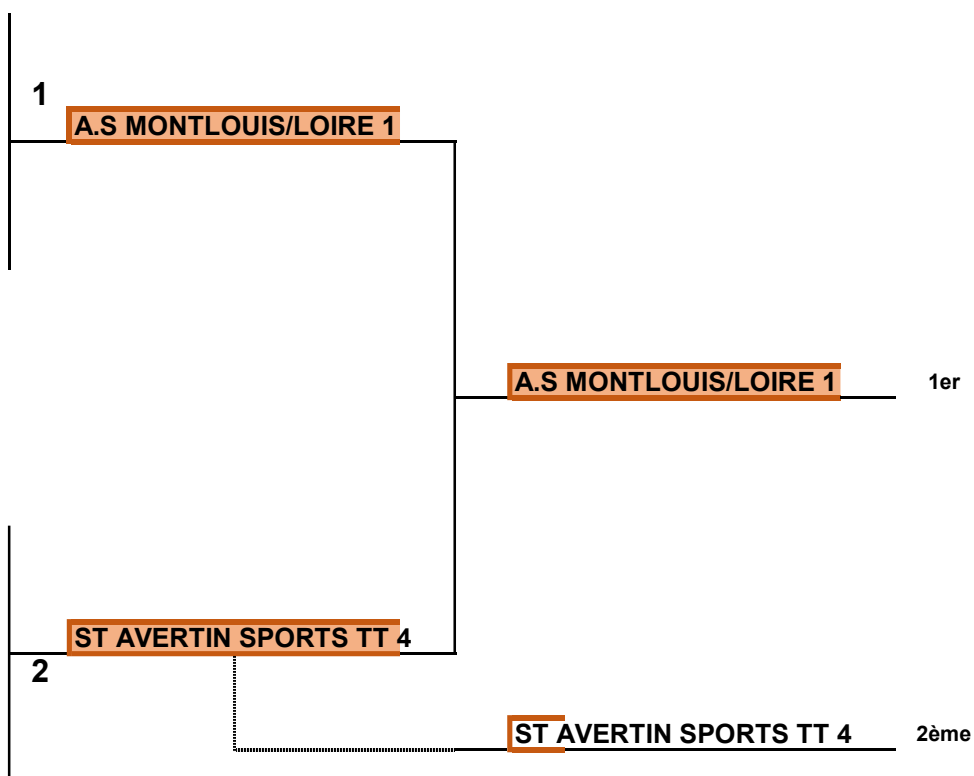 1
A.S MONTLOUIS/LOIRE 1
A.S MONTLOUIS/LOIRE 1
1er
ST AVERTIN SPORTS TT 4
2
ST AVERTIN SPORTS TT 4
2ème